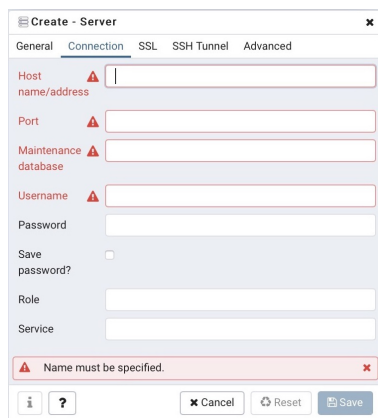 Create - Server
General Connection SSL SSH Tunnel Advanced
Host
name/address
Port
Maintenance
database
Username
Password
Save
password?
Role
Service
Name must be specified.
i ? Cancel Reset Save